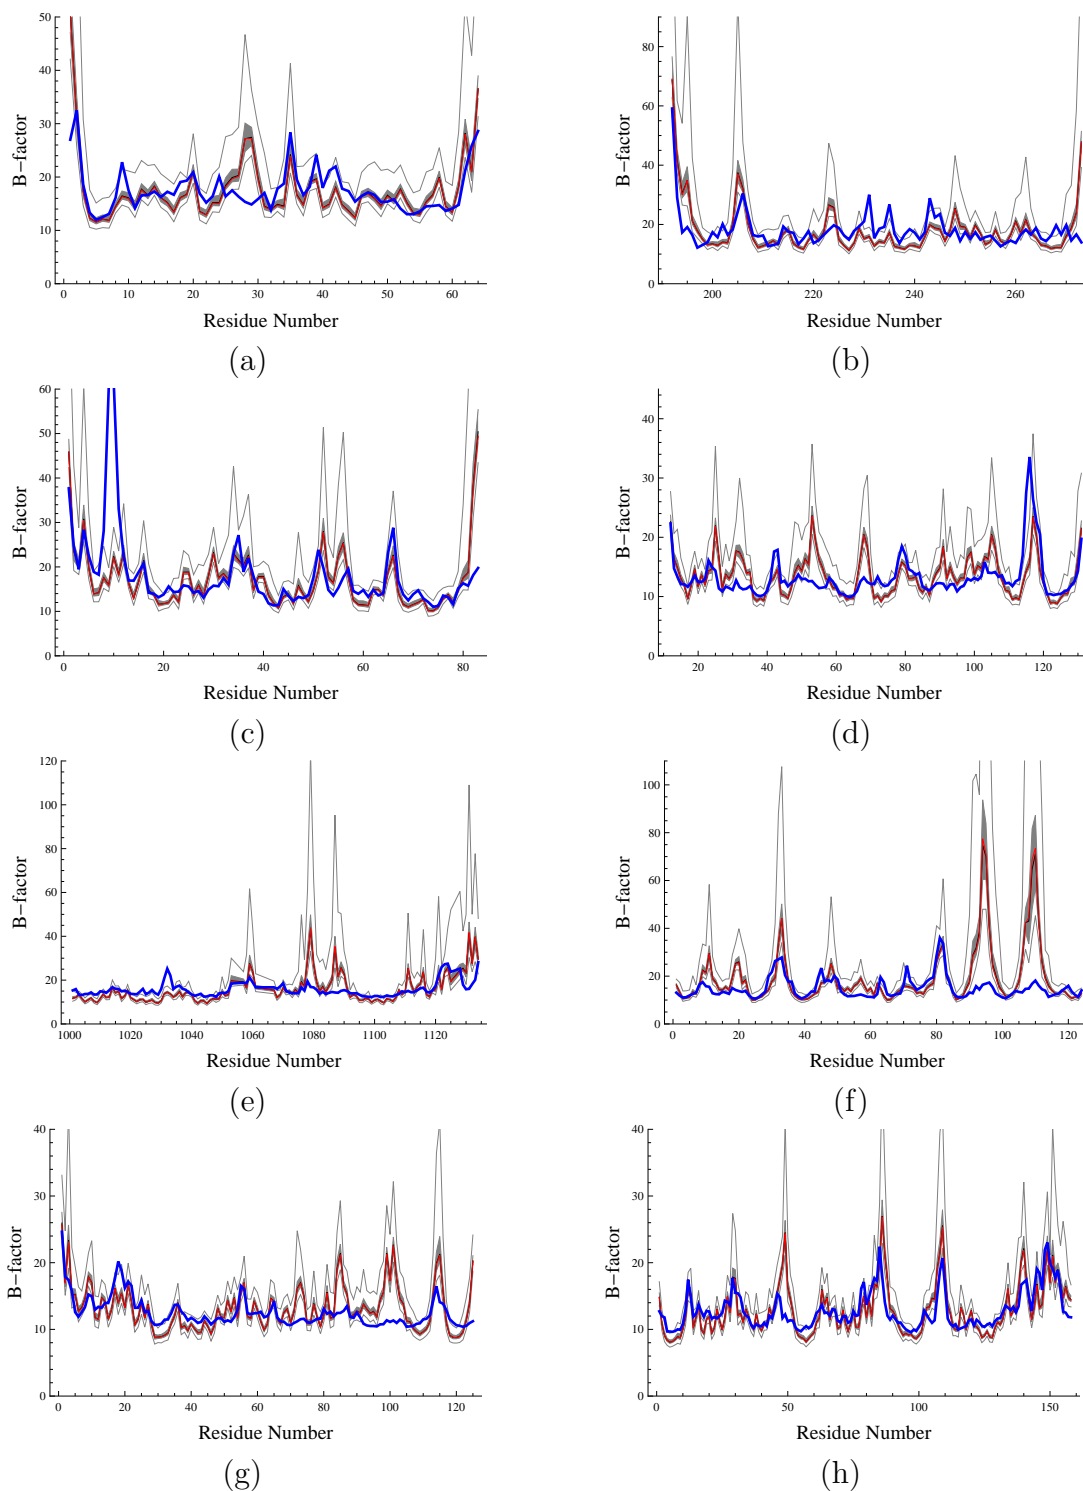 50
40
30
20
10
0
B−factor
0 10 20 30 40 50 60
Residue Number
(a)
80
60
40
20
0
B−factor
200 220 240 260
Residue Number
(b)
60
50
40
30
20
10
0
B−factor
0 20 40 60 80
Residue Number
(c)
40
30
20
10
0
B−factor
20 40 60 80 100 120
Residue Number
(d)
120
100
80
60
40
20
0
B−factor
1000 1020 1040 1060 1080 1100 1120
Residue Number
(e)
100
80
60
40
20
0
B−factor
0 20 40 60 80 100 120
Residue Number
(f)
40
30
20
10
0
B−factor
0 20 40 60 80 100 120
Residue Number
(g)
40
30
20
10
0
B−factor
0 50 100 150
Residue Number
(h)